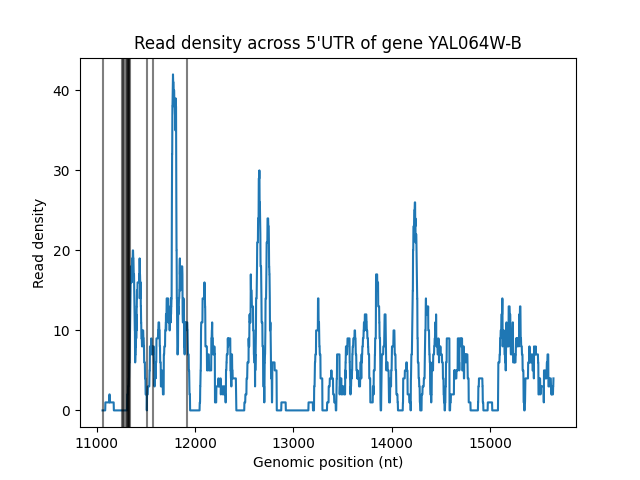 Read density across 5'UTR of gene YAL064W-B
40
30
20
10
0
Read density
11000 12000 13000 14000 15000
Genomic position (nt)